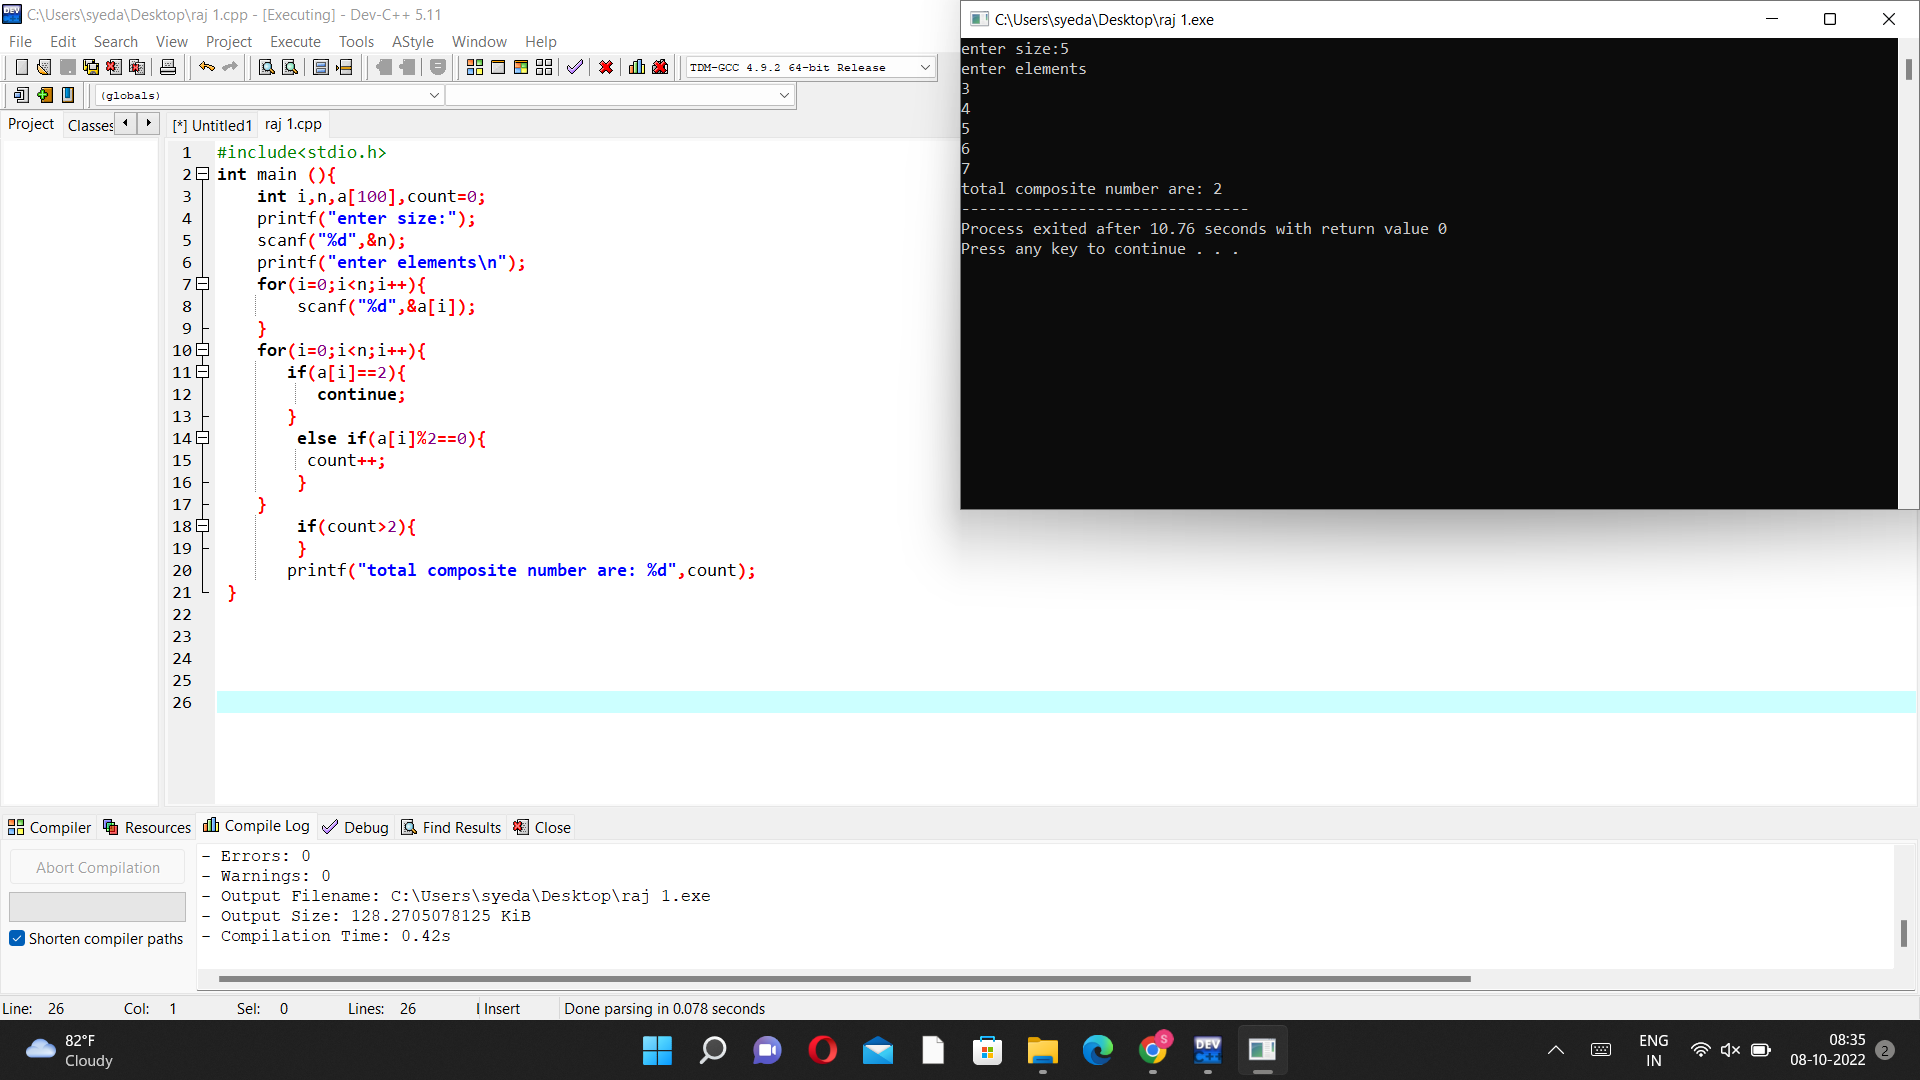 C:\Users\syeda\Desktop\raj 1.cpp - [Executing] - Dev-C++ 5.11
File Edit Search View Project Execute Tools AStyle Window Help
TDM-GCC 4.9.2 64-bit Release
(globals)
Project Classes [*] Untitled1 raj 1.cpp
1 #include<stdio.h>
2 int main (){
3 int i,n,a[100],count=0;
4 printf("enter size:");
5 scanf("%d",&n);
6 printf("enter elements\n");
7 for(i=0;i<n;i++){
8 scanf("%d",&a[i]);
9 }
10 for(i=0;i<n;i++){
11 if(a[i]==2){
12 continue;
13 }
14 else if(a[i]%2==0){
15 count++;
16 }
17 }
18 if(count>2){
19 }
20 printf("total composite number are: %d",count);
21 }
22
23
24
25
26
C:\Users\syeda\Desktop\raj 1.exe
enter size:5
enter elements
3
4
5
6
7
total composite number are: 2
--------------------------------
Process exited after 10.76 seconds with return value 0
Press any key to continue . . .
Compiler Resources Compile Log Debug Find Results Close
Abort Compilation
Shorten compiler paths
- Errors: 0
- Warnings: 0
- Output Filename: C:\Users\syeda\Desktop\raj 1.exe
- Output Size: 128.2705078125 KiB
- Compilation Time: 0.42s
Line: 26 Col: 1 Sel: 0 Lines: 26 Insert Done parsing in 0.078 seconds
82°F
Cloudy
S
DEV
C++
ENG
IN
08:35
08-10-2022
2